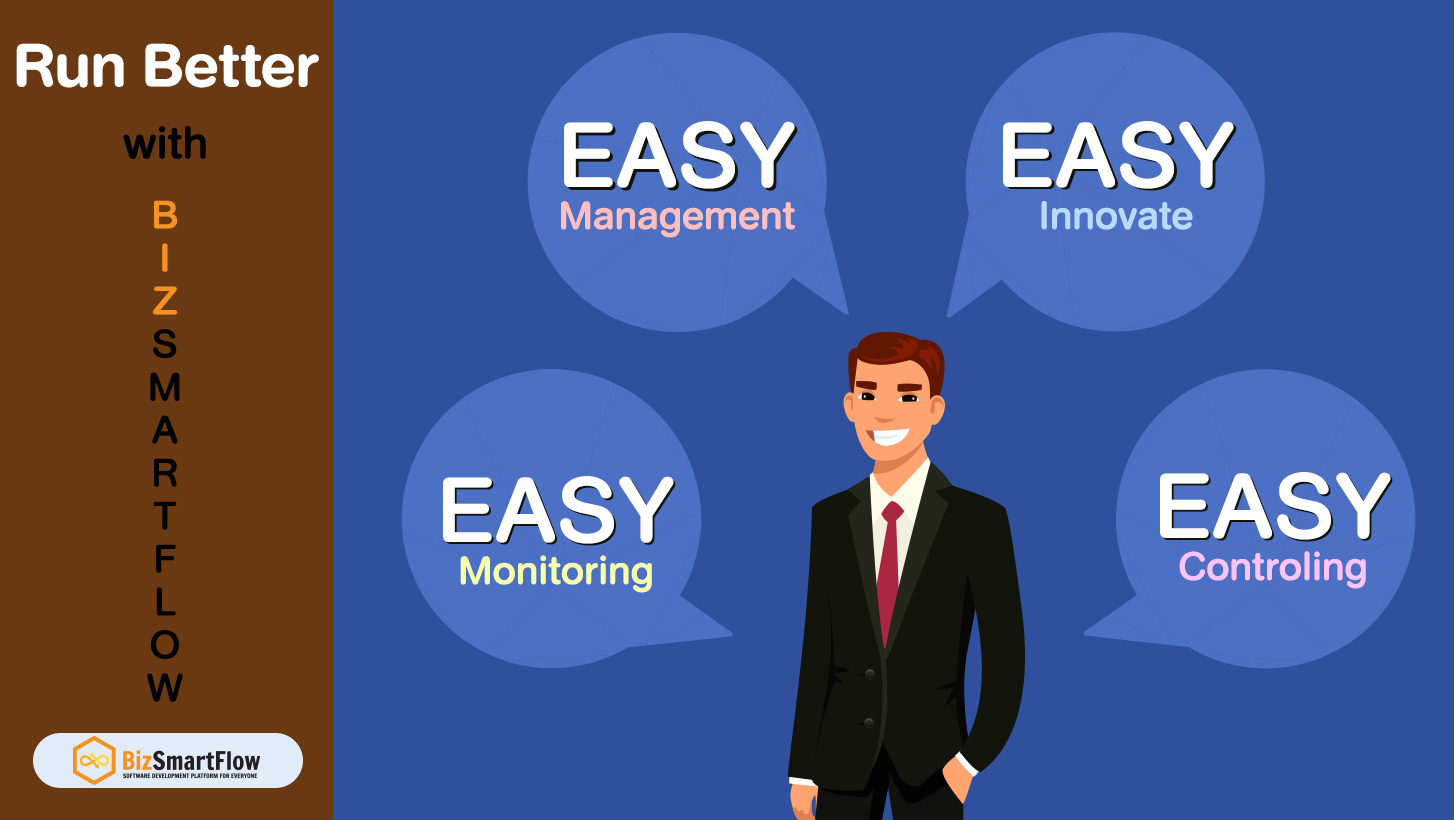 Run Better
with
B
I
Z
S
M
A
R
T
F
L
O
W
BizSmartFlow
SOFTWARE DEVELOPMENT PLATFORM FOR EVERYONE
EASY
Management
EASY
Innovate
EASY
Monitoring
EASY
Controling